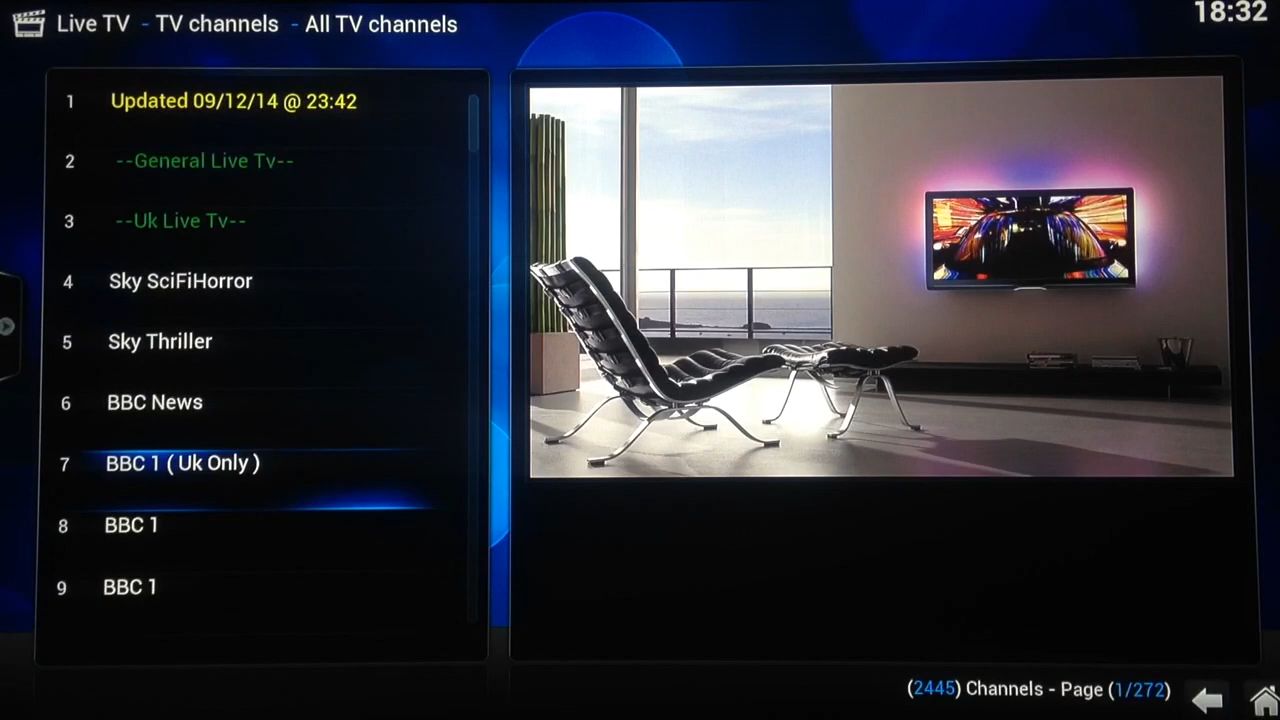 Live TV - TV channels - All TV channels
18:32
1 Updated 09/12/14 @ 23:42
2 --General Live Tv--
3 --Uk Live Tv--
4 Sky SciFiHorror
5 Sky Thriller
6 BBC News
7 BBC 1 ( Uk Only )
8 BBC 1
9 BBC 1
(2445) Channels - Page (1/272)